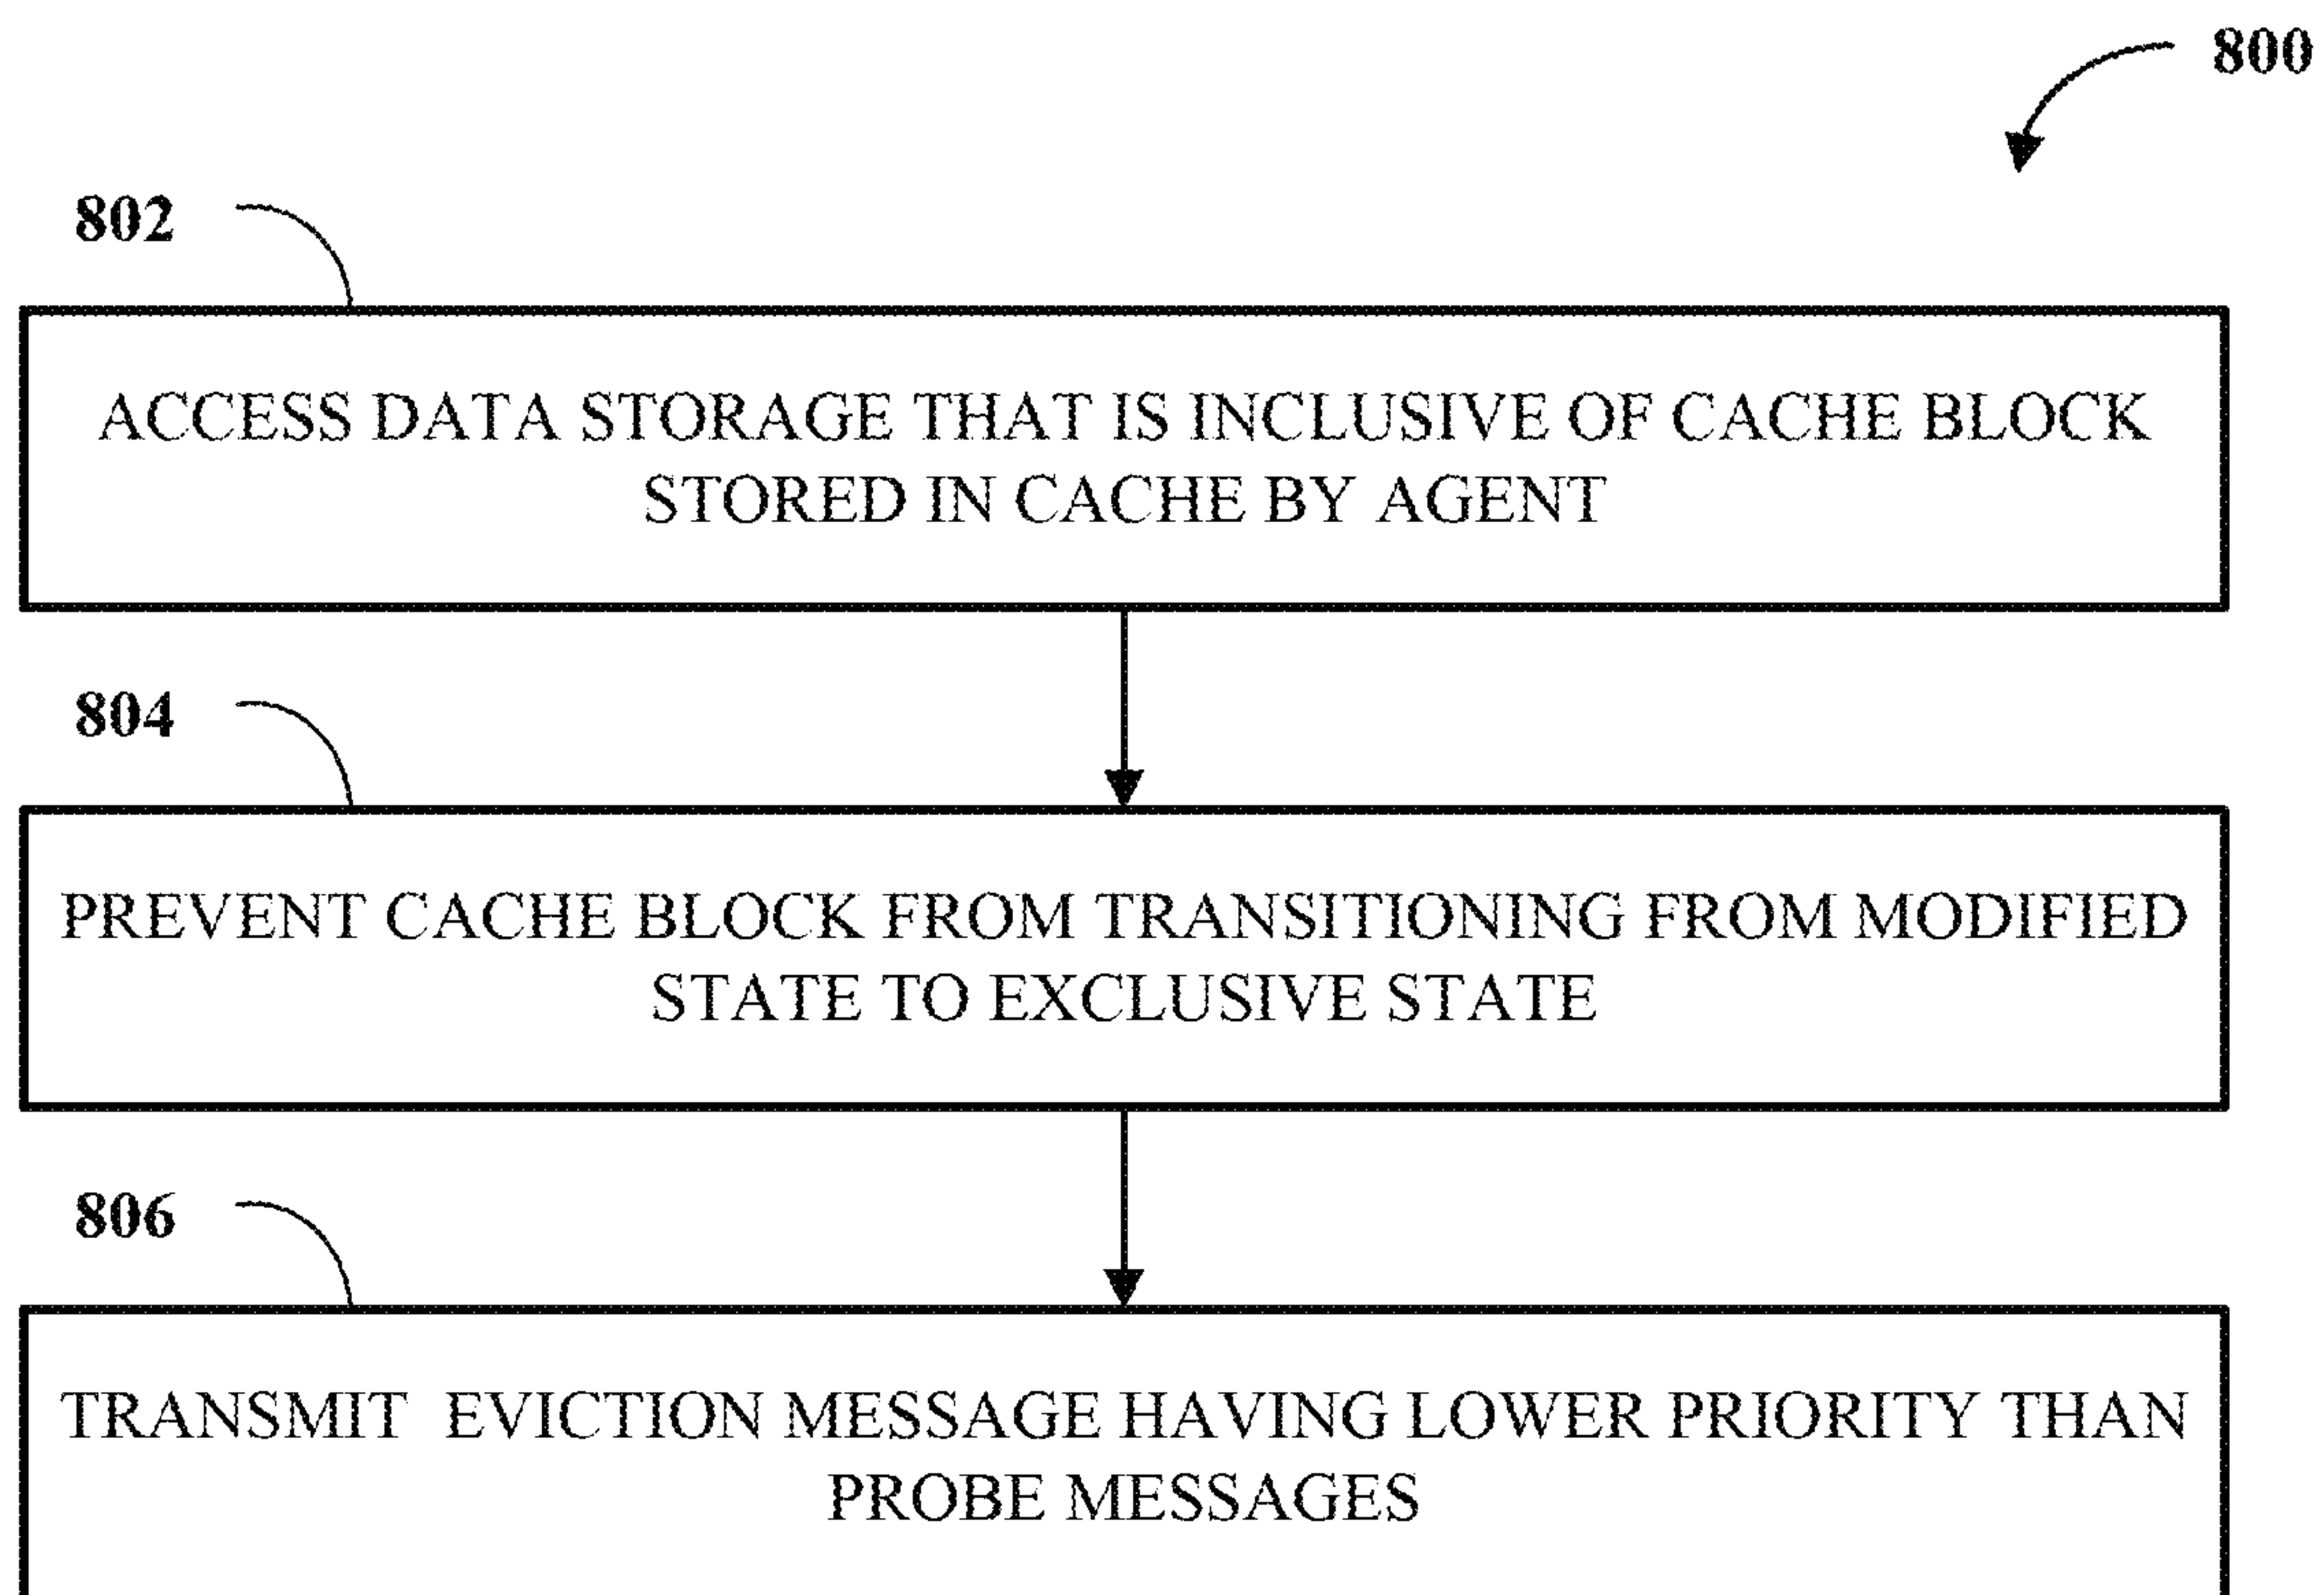 800
802
ACCESS DATA STORAGE THAT IS INCLUSIVE OF CACHE BLOCK
STORED IN CACHE BY AGENT
804
PREVENT CACHE BLOCK FROM TRANSITIONING FROM MODIFIED
STATE TO EXCLUSIVE STATE
806
TRANSMIT EVICTION MESSAGE HAVING LOWER PRIORITY THAN
PROBE MESSAGES